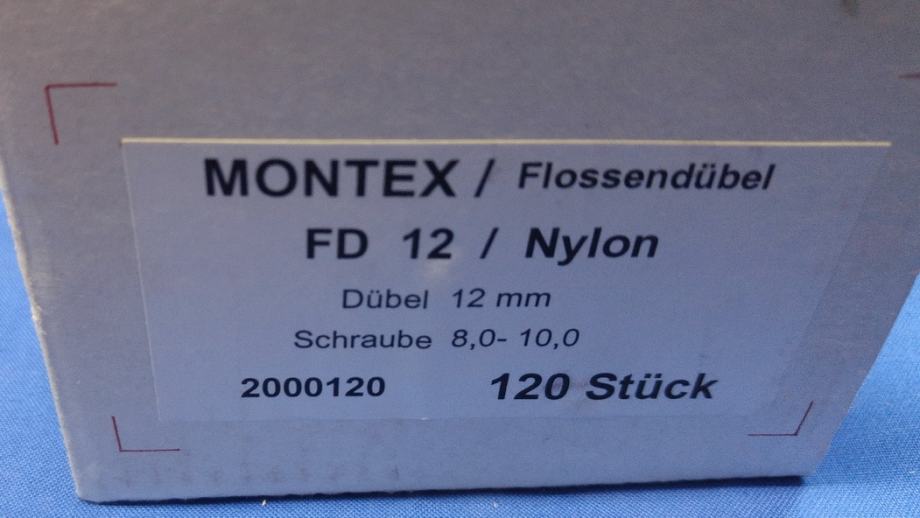 MONTEX / Flossendübel
FD 12 / Nylon
Dübel 12 mm
Schraube 8,0- 10,0
2000120 120 Stück